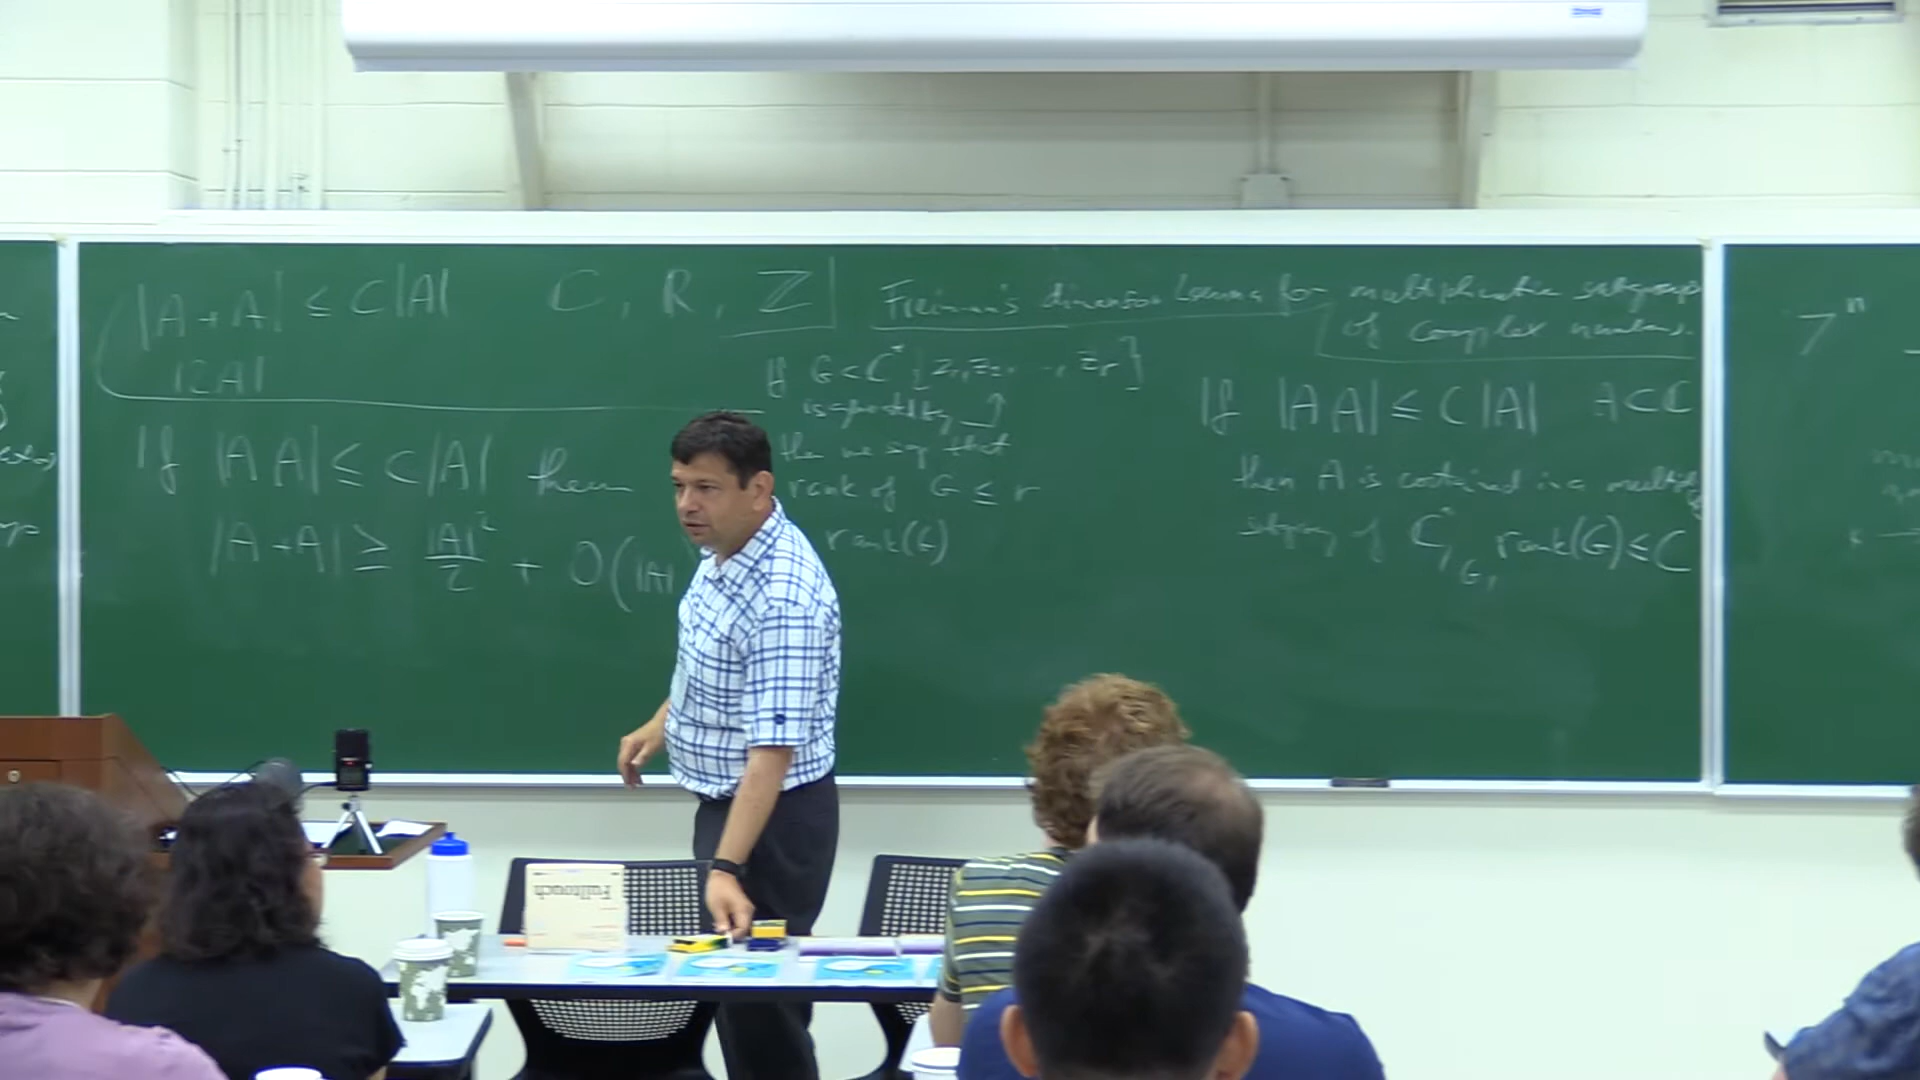 |A+A| ≤ C|A| C, R, Z
|2A|
If |AA| ≤ C|A| then
|A+A| ≥ |A|²/2 + O(|A|
Freiman's dimension Lemma for multiplicative subgroups
of complex numbers.
If G < C* {z₁, z₂, ..., zᵣ}
is generated by
then we say that
rank of G ≤ r
rank(G)
If |AA| ≤ C|A| A ⊂ C
then A is contained in a
of C*, G, rank(G) ≤ C
7ⁿ
Fulltouch